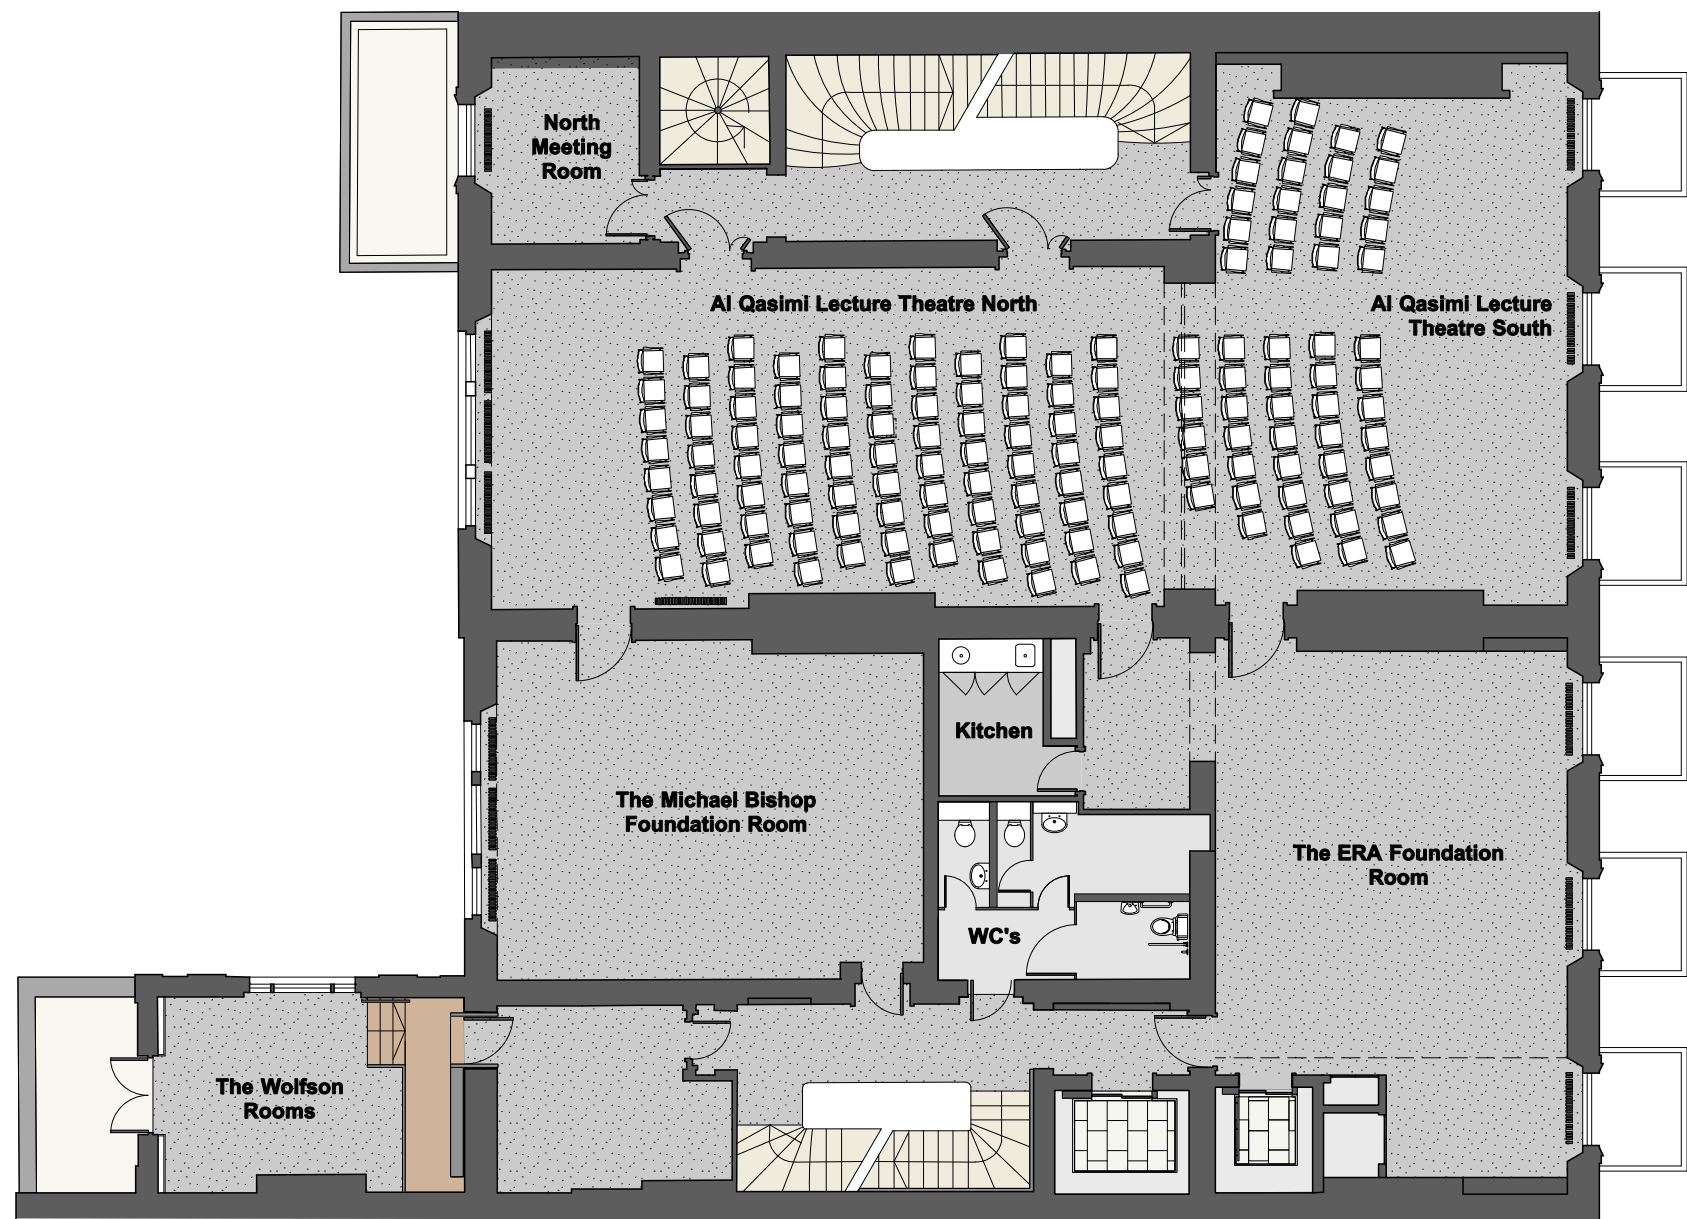 North
Meeting
Room
Al Qasimi Lecture Theatre North
Al Qasimi Lecture
Theatre South
Kitchen
The Michael Bishop
Foundation Room
The ERA Foundation
Room
WC's
The Wolfson
Rooms